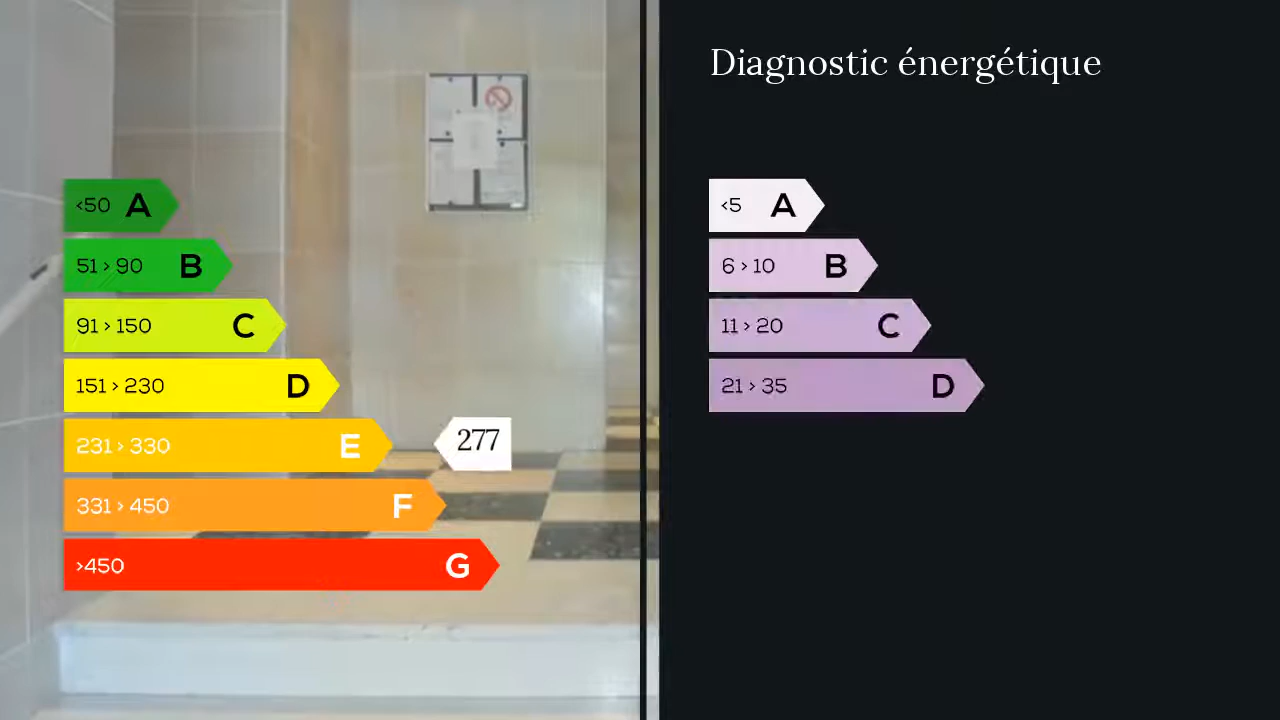 Diagnostic énergétique
<50 A
51 > 90 B
91 > 150 C
151 > 230 D
231 > 330 E
277
331 > 450 F
>450 G
<5 A
6 > 10 B
11 > 20 C
21 > 35 D